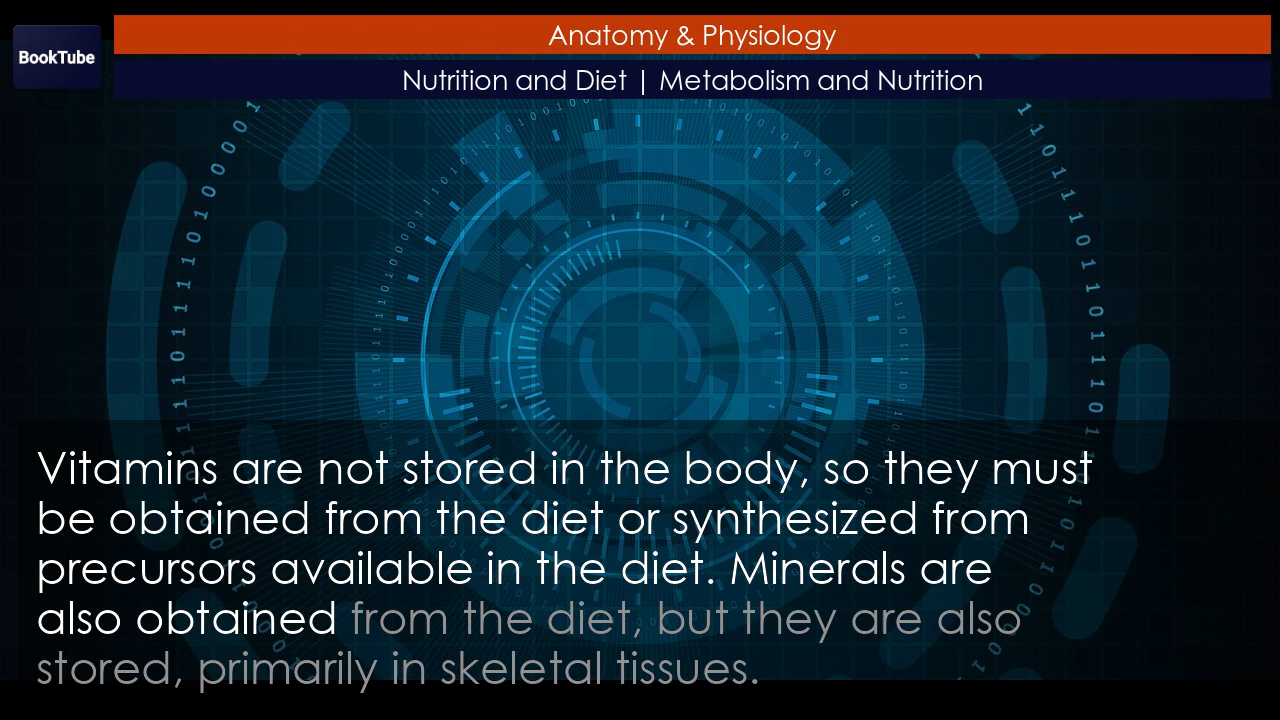 BookTube
Anatomy & Physiology
Nutrition and Diet | Metabolism and Nutrition
Vitamins are not stored in the body, so they must
be obtained from the diet or synthesized from
precursors available in the diet. Minerals are
also obtained from the diet, but they are also
stored, primarily in skeletal tissues.